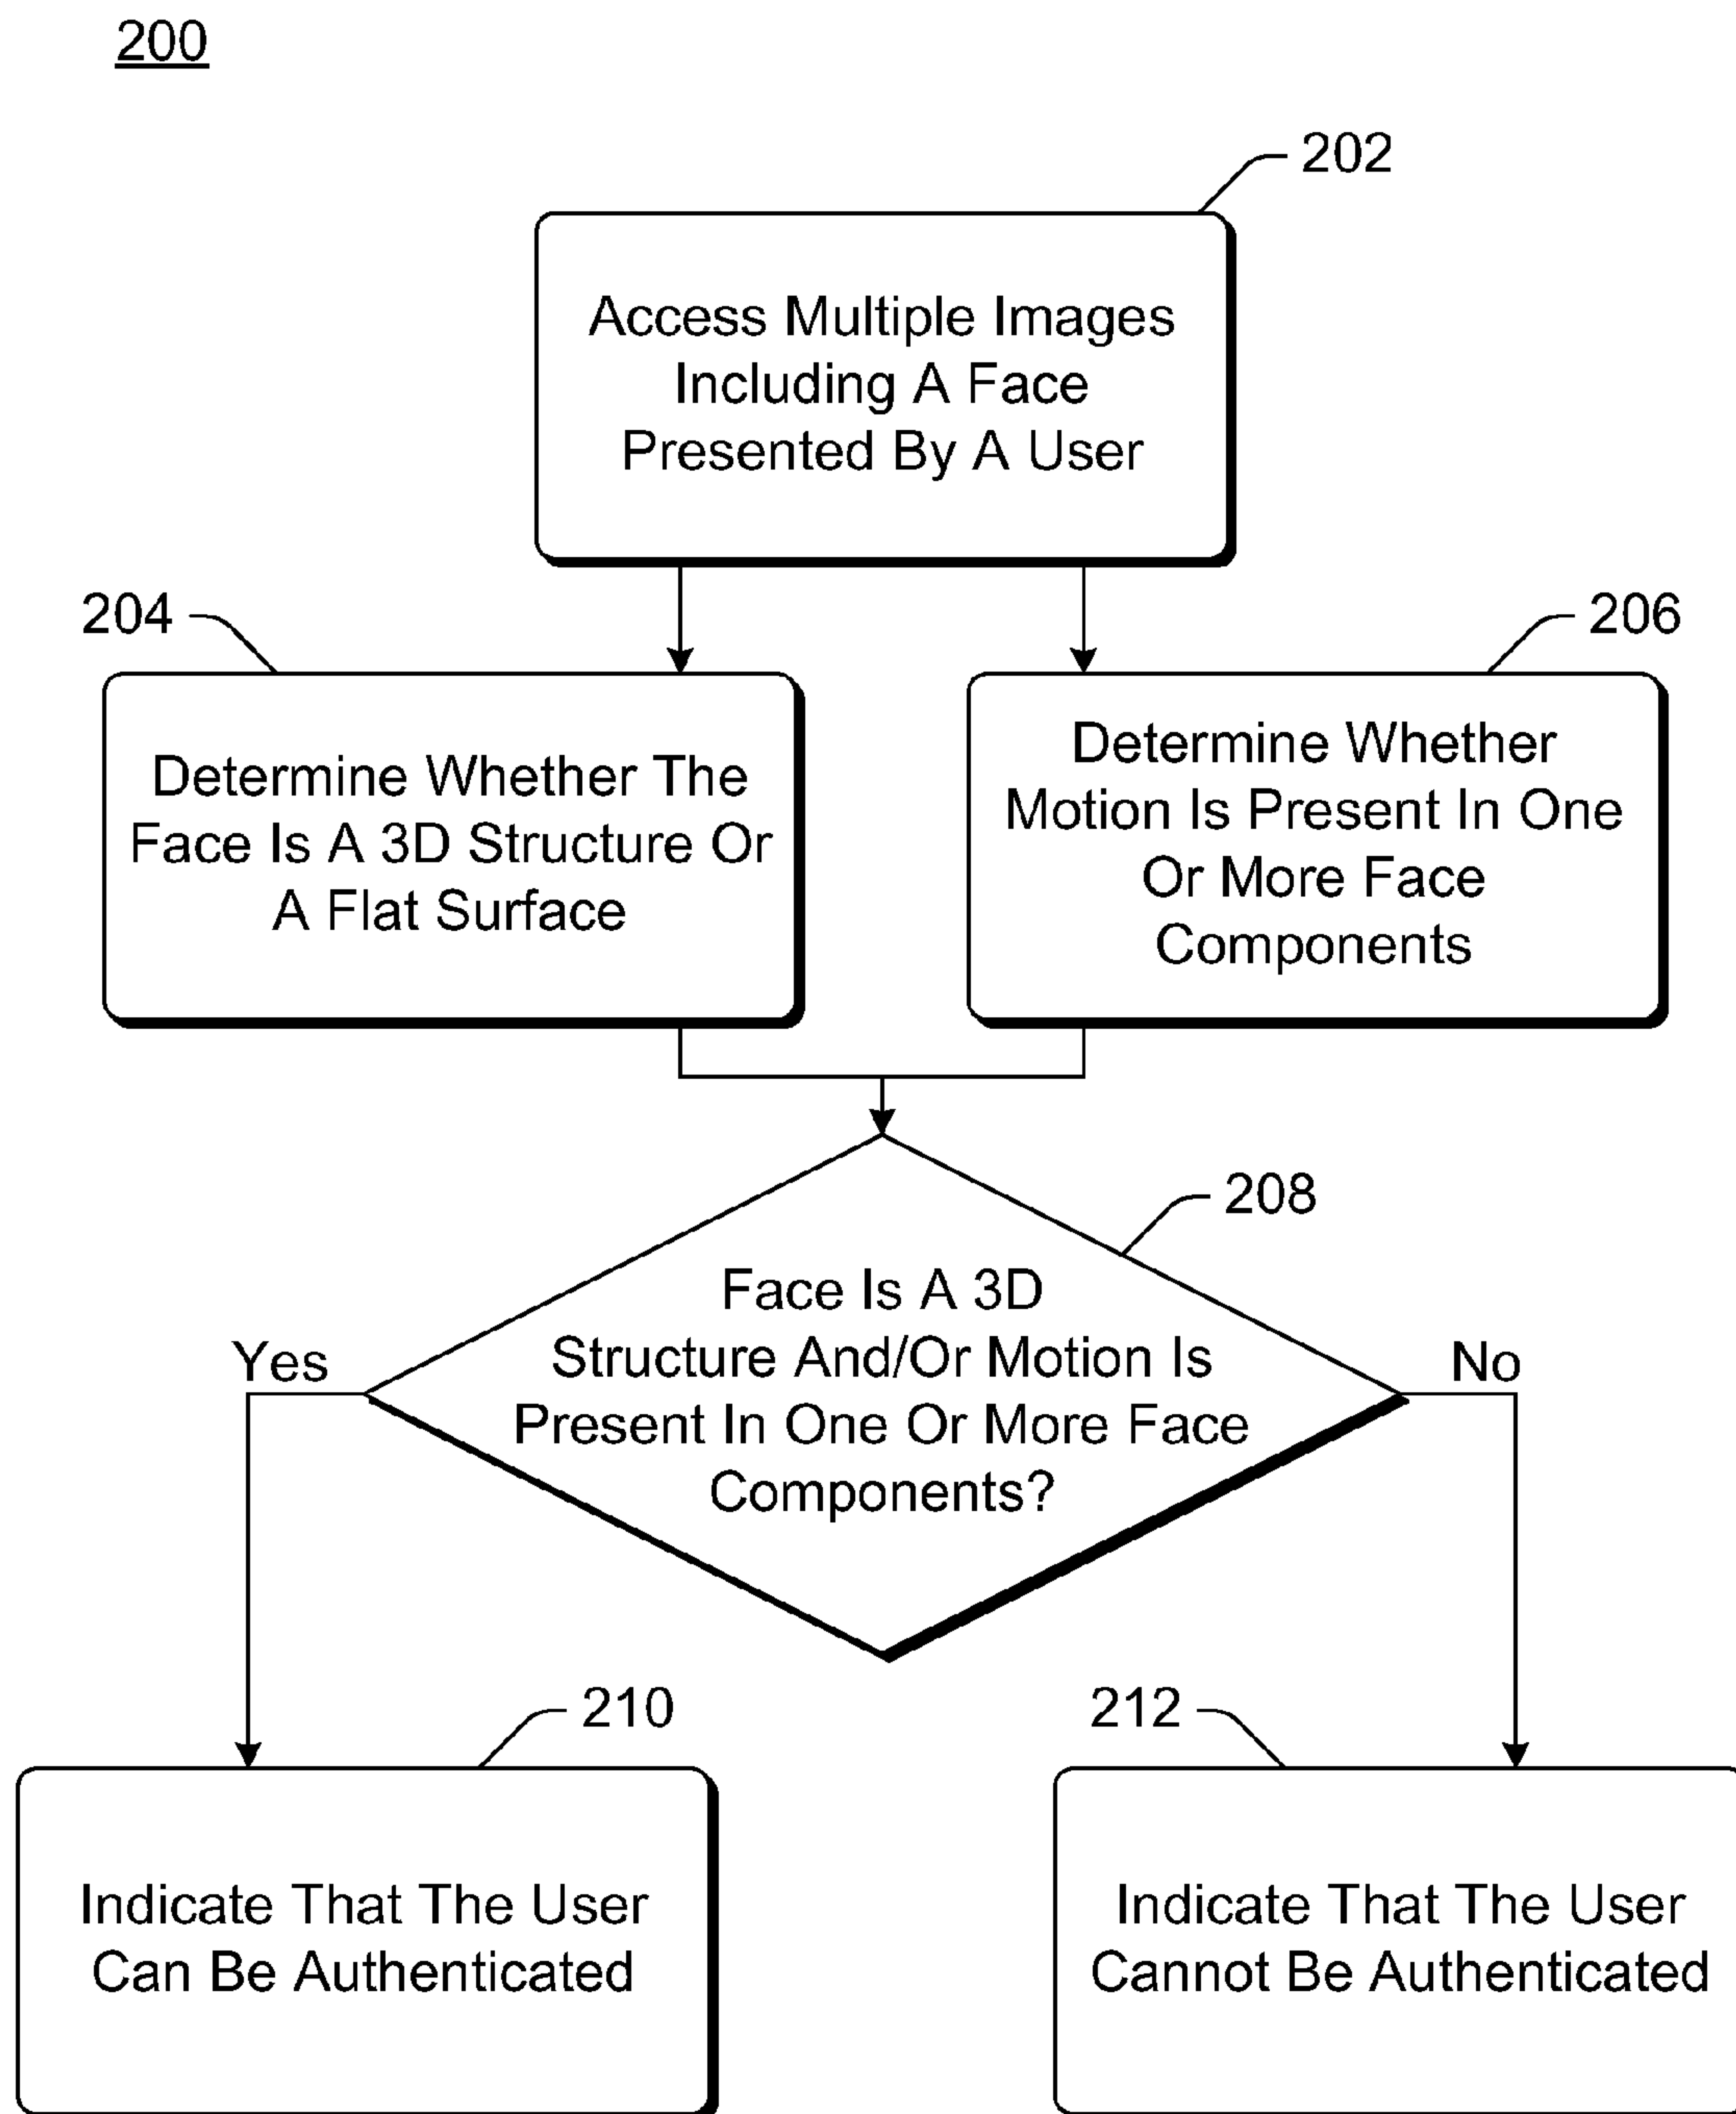 200
202
Access Multiple Images
Including A Face
Presented By A User
204
206
Determine Whether The
Face Is A 3D Structure Or
A Flat Surface
Determine Whether
Motion Is Present In One
Or More Face
Components
208
Face Is A 3D
Structure And/Or Motion Is
Present In One Or More Face
Components?
Yes
No
210
212
Indicate That The User
Can Be Authenticated
Indicate That The User
Cannot Be Authenticated